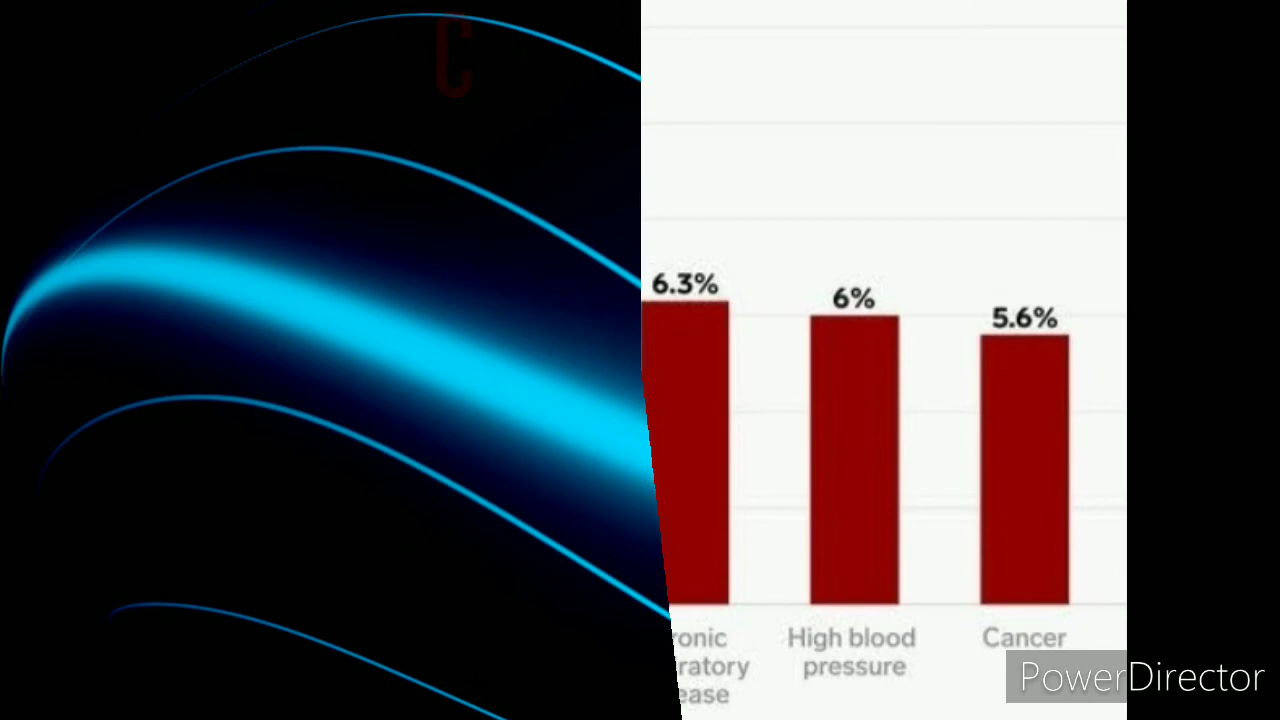 C
6.3%
6%
5.6%
ronic
ratory
ease
High blood
pressure
Cancer
PowerDirector